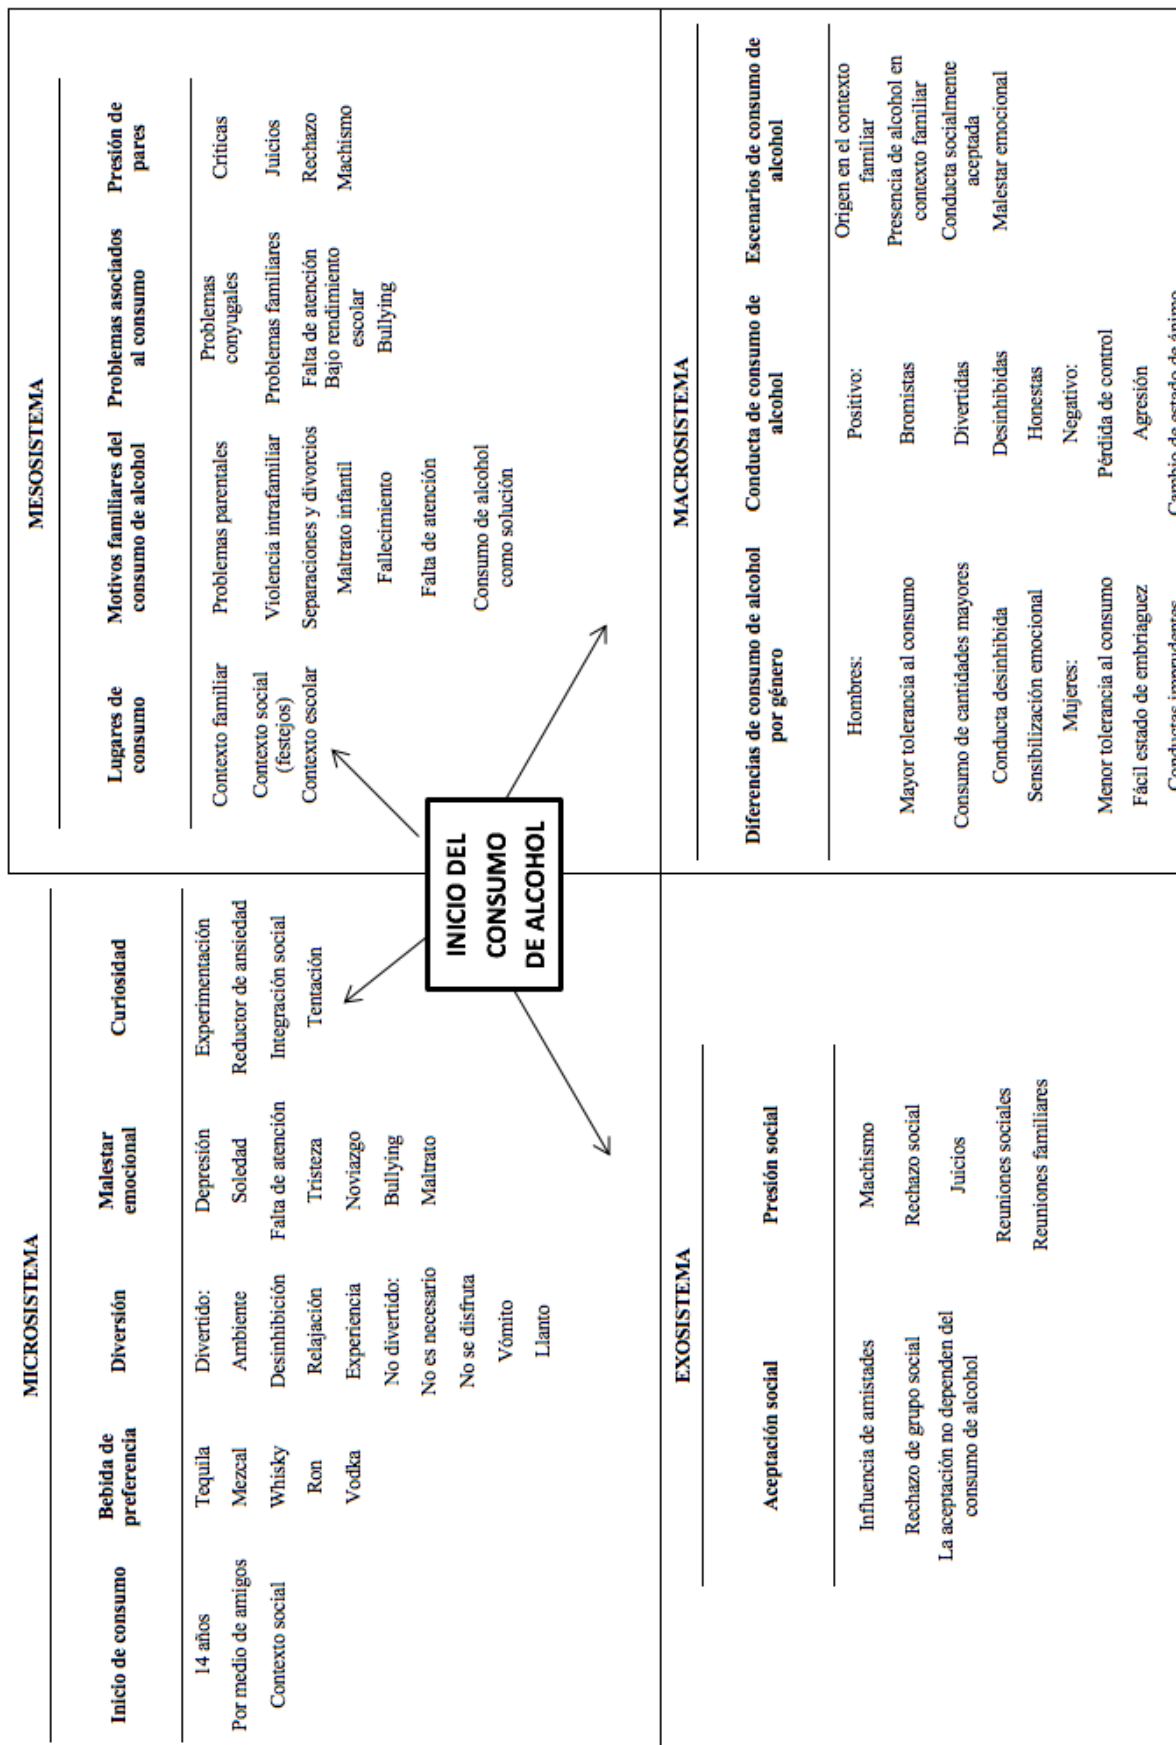 MICROSISTEMA
Inicio de consumo
14 años
Por medio de amigos
Contexto social
Bebida de
preferencia
Tequila
Mezcal
Whisky
Ron
Vodka
Diversión
Divertido:
Ambiente
Desinhibición
Relajación
Experiencia
No divertido:
No es necesario
No se disfruta
Vómito
Llanto
Malestar
emocional
Depresión
Soledad
Falta de atención
Tristeza
Noviazgo
Bullying
Maltrato
Curiosidad
Experimentación
Reductor de ansiedad
Integración social
Tentación
MESOSISTEMA
Lugares de
consumo
Contexto familiar
Contexto social
(festejos)
Contexto escolar
Motivos familiares del
consumo de alcohol
Problemas parentales
Violencia intrafamiliar
Separaciones y divorcios
Maltrato infantil
Fallecimiento
Falta de atención
Consumo de alcohol
como solución
Problemas asociados
al consumo
Problemas
conyugales
Problemas familiares
Falta de atención
Bajo rendimiento
escolar
Bullying
Presión de
pares
Críticas
Juicios
Rechazo
Machismo
INICIO DEL
CONSUMO
DE ALCOHOL
EXOSISTEMA
Aceptación social
Influencia de amistades
Rechazo de grupo social
La aceptación no dependen del
consumo de alcohol
Presión social
Machismo
Rechazo social
Juicios
Reuniones sociales
Reuniones familiares
MACROSISTEMA
Diferencias de consumo de alcohol
por género
Hombres:
Mayor tolerancia al consumo
Consumo de cantidades mayores
Conducta desinhibida
Sensibilización emocional
Mujeres:
Menor tolerancia al consumo
Fácil estado de embriaguez
Conductas imprudentes
Conducta de consumo de
alcohol
Positivo:
Bromistas
Divertidas
Desinhibidas
Honestas
Negativo:
Pérdida de control
Agresión
Cambio de estado de ánimo
Escenarios de consumo de
alcohol
Origen en el contexto
familiar
Presencia de alcohol en
contexto familiar
Conducta socialmente
aceptada
Malestar emocional